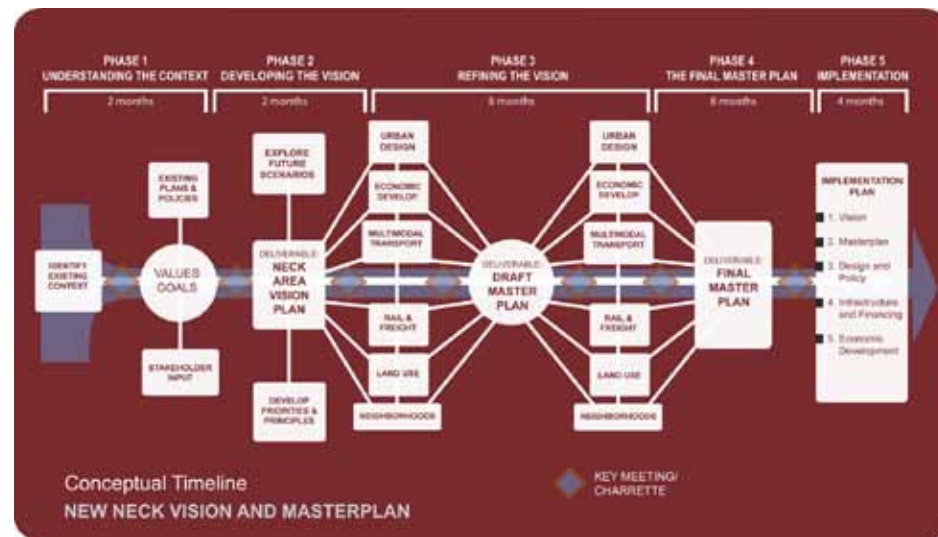 PHASE 1
UNDERSTANDING THE CONTEXT
2 months
PHASE 2
DEVELOPING THE VISION
2 months
PHASE 3
REFINING THE VISION
8 months
PHASE 4
THE FINAL MASTER PLAN
8 months
PHASE 5
IMPLEMENTATION
4 months
IDENTIFY
EXISTING
CONTEXT
EXISTING
PLANS &
POLICIES
VALUES
GOALS
STAKEHOLDER
INPUT
EXPLORE
FUTURE
SCENARIOS
DELIVERABLE:
NECK
AREA
VISION
PLAN
DEVELOP
PRIORITIES &
PRINCIPLES
URBAN
DESIGN
ECONOMIC
DEVELOP
MULTIMODAL
TRANSPORT
RAIL &
FREIGHT
LAND USE
NEIGHBORHOODS
DELIVERABLE:
DRAFT
MASTER
PLAN
URBAN
DESIGN
ECONOMIC
DEVELOP
MULTIMODAL
TRANSPORT
RAIL &
FREIGHT
LAND USE
NEIGHBORHOODS
DELIVERABLE:
FINAL
MASTER
PLAN
IMPLEMENTATION
PLAN
1. Vision
2. Masterplan
3. Design and
Policy
4. Infrastructure
and Financing
5. Economic
Development
Conceptual Timeline
NEW NECK VISION AND MASTERPLAN
KEY MEETING/
CHARRETTE